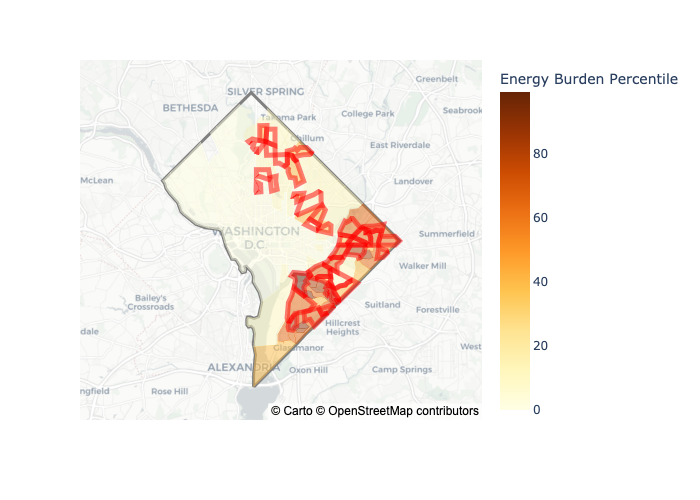 Energy Burden Percentile
80
60
40
20
0
Greenbelt
SILVER SPRING
BETHESDA
Takoma Park
College Park
Seabrook
Chillum
East Riverdale
McLean
Landover
WASHINGTON
D.C.
Summerfield
Walker Mill
Bailey's
Crossroads
Suitland
Forestville
dale
Hillcrest
Heights
Glassmanor
West
ALEXANDRIA
Oxon Hill
Camp Springs
ngfield
Rose Hill
© Carto © OpenStreetMap contributors